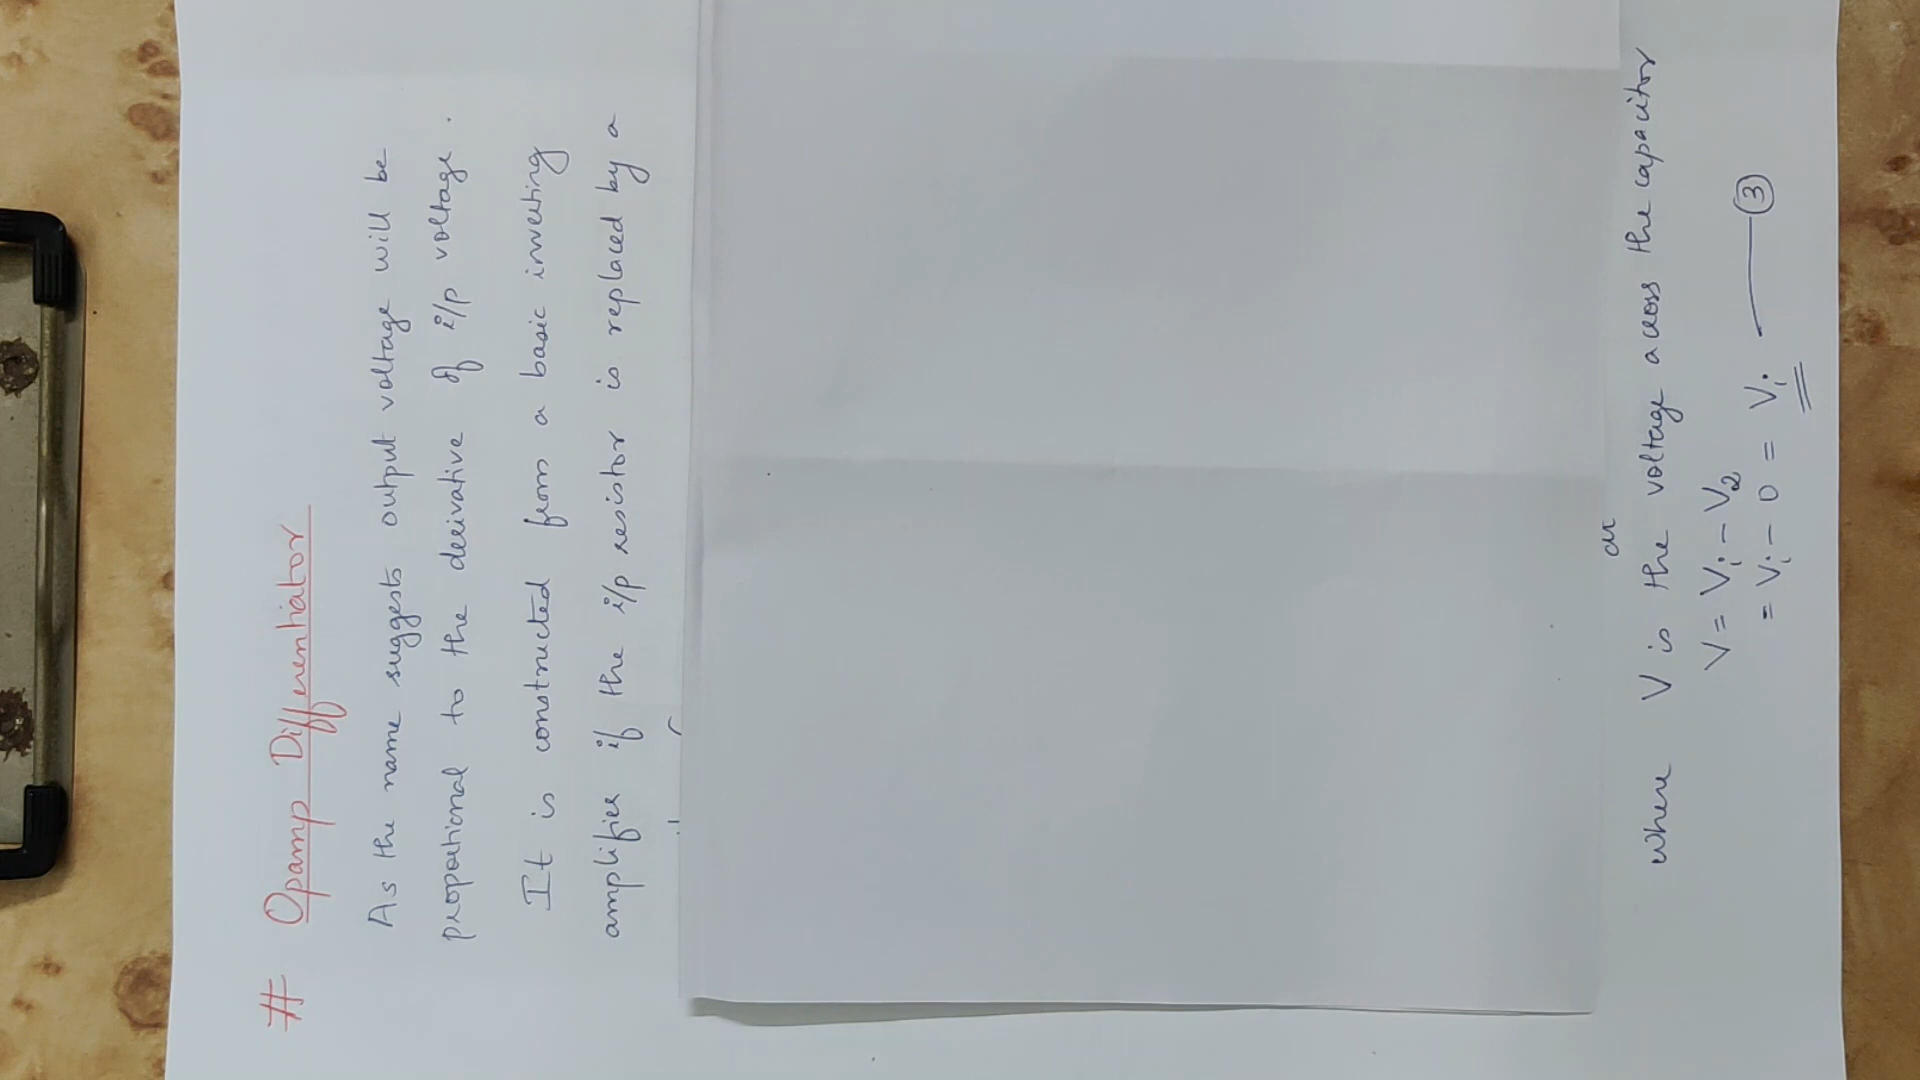 # Opamp Differentiator
As the name suggests output voltage will be
proportional to the derivative of i/p voltage.
It is constructed from a basic inverting
amplifier if the i/p resistor is replaced by a
where V is the voltage across the capacitor
V = Vi - V2
= Vi - 0 = Vi ——— ③